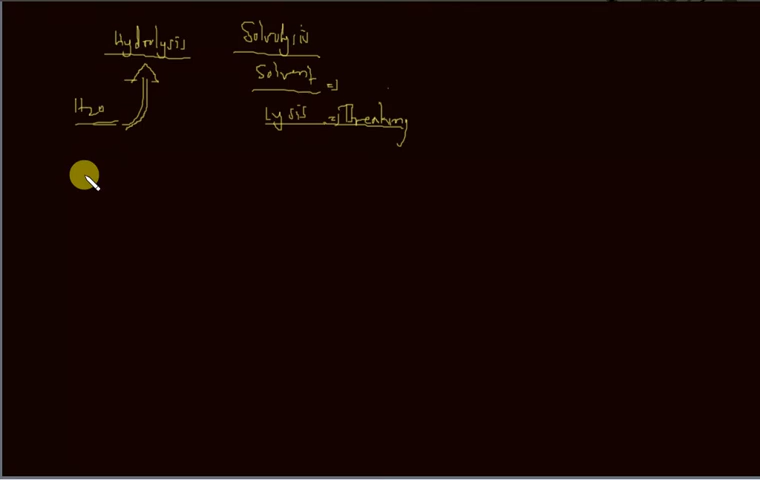 Hydrolysis Solvolysis
Solvent =>
H2O
Lysis => Breaking